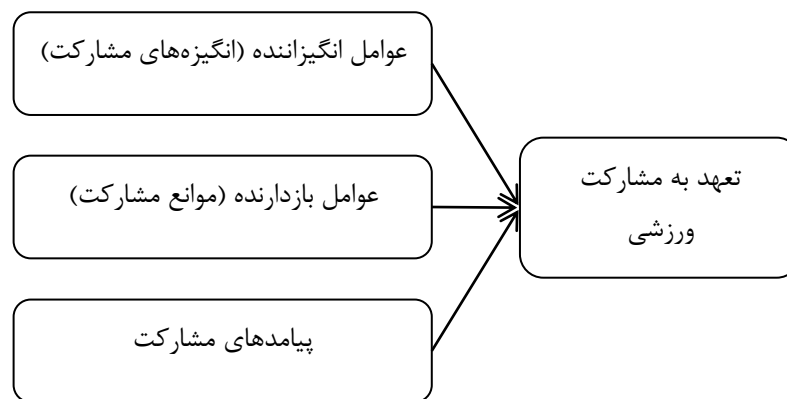 عوامل انگیزاننده (انگیزه‌های مشارکت)
عوامل بازدارنده (موانع مشارکت)
پیامدهای مشارکت
تعهد به مشارکت
ورزشی